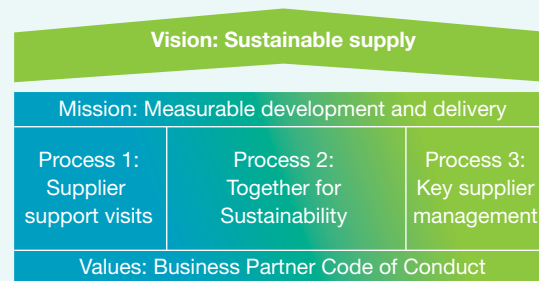 Vision: Sustainable supply
Mission: Measurable development and delivery
Process 1:
Supplier
support visits
Process 2:
Together for
Sustainability
Process 3:
Key supplier
management
Values: Business Partner Code of Conduct